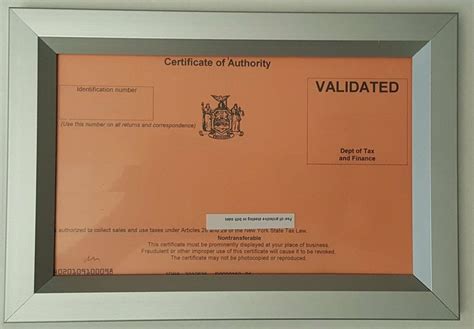 Certificate of Authority
Identification number
VALIDATED
(Use this number on all returns and correspondence)
Dept of Tax
and Finance
authorized to collect sales and use taxes under Articles 28 and 29 of the New York State Tax Law.
Nontransferable
This certificate must be prominently displayed at your place of business.
Fraudulent or other improper use of this certificate will cause it to be revoked.
The certificate may not be photocopied or reproduced.